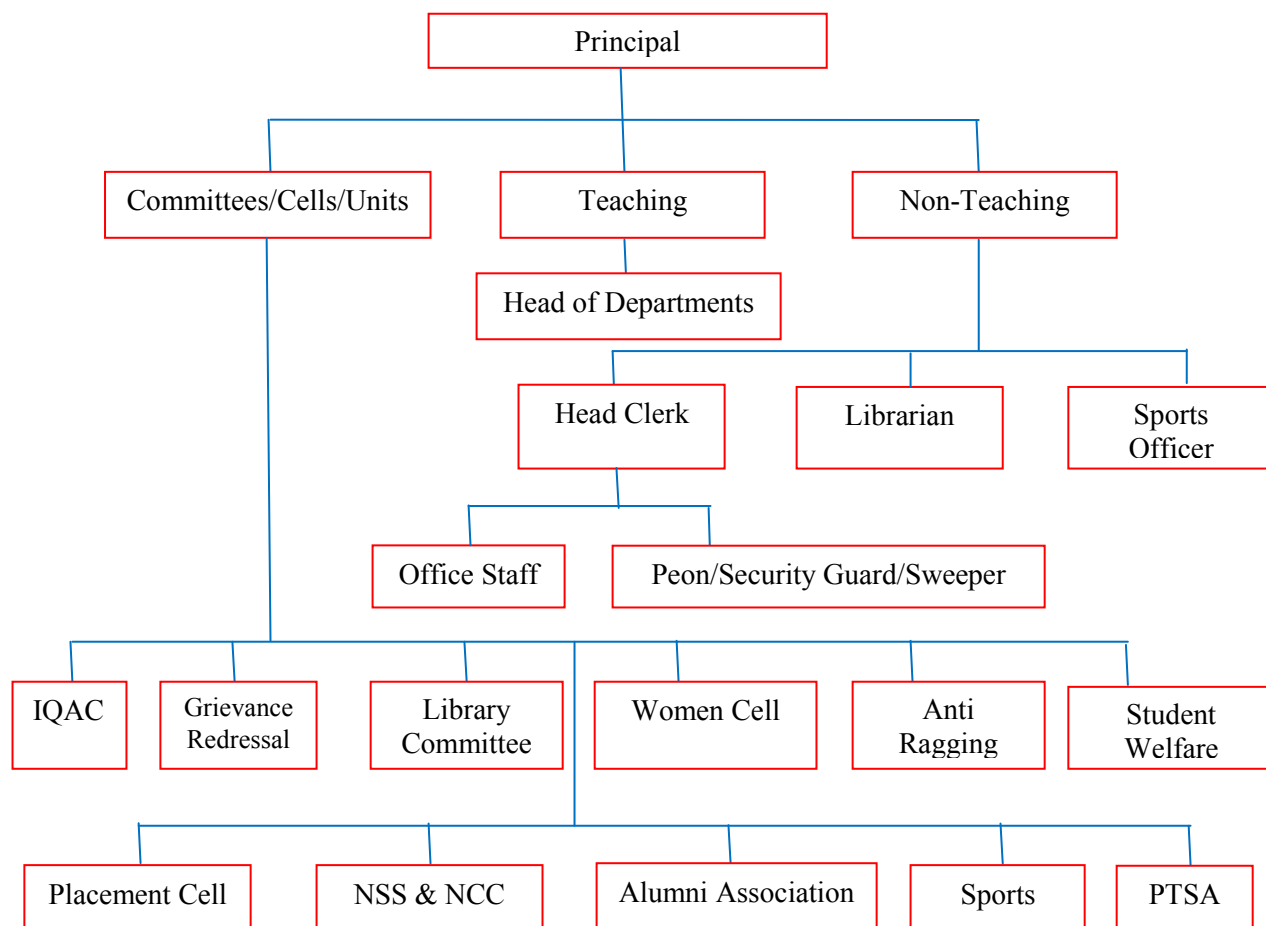 Principal
Committees/Cells/Units
Teaching
Non-Teaching
Head of Departments
Head Clerk
Librarian
Sports
Officer
Office Staff
Peon/Security Guard/Sweeper
IQAC
Grievance
Redressal
Library
Committee
Women Cell
Anti
Ragging
Student
Welfare
Placement Cell
NSS & NCC
Alumni Association
Sports
PTSA